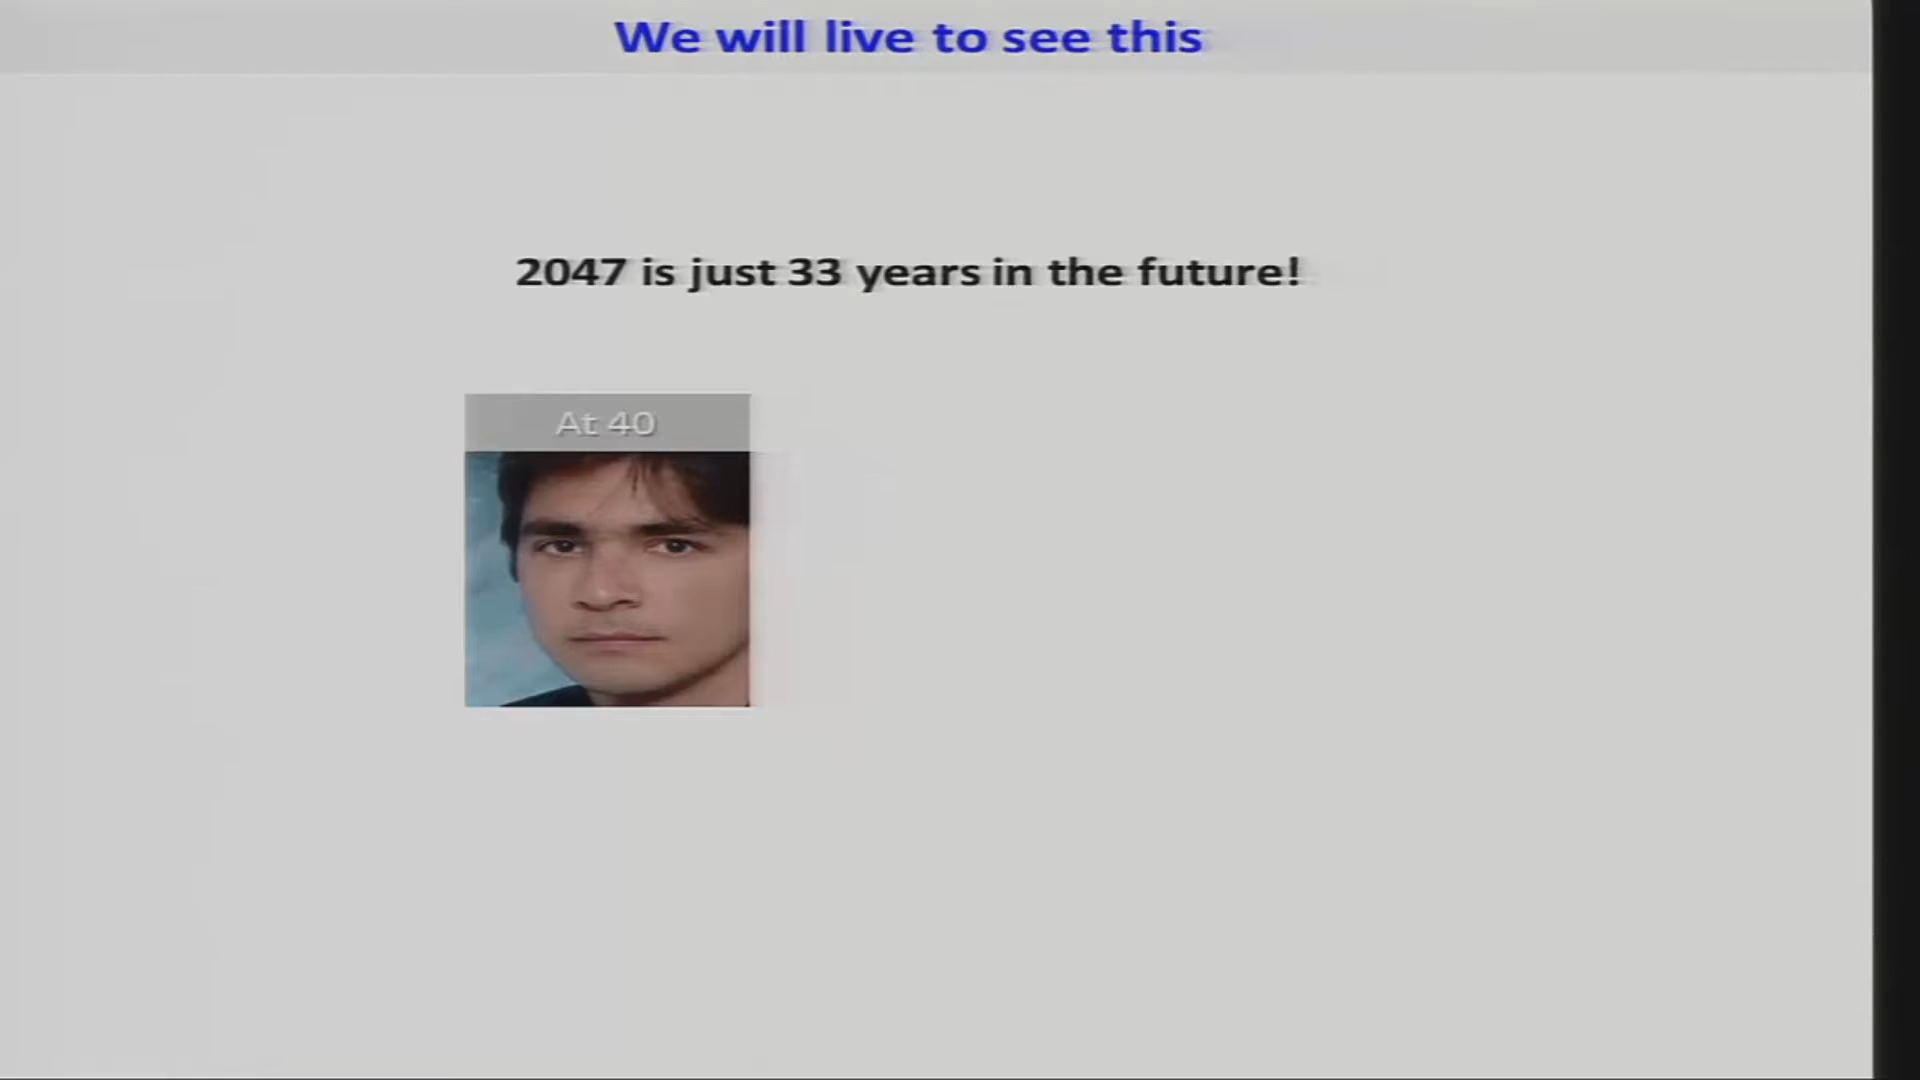 We will live to see this
2047 is just 33 years in the future!
At 40